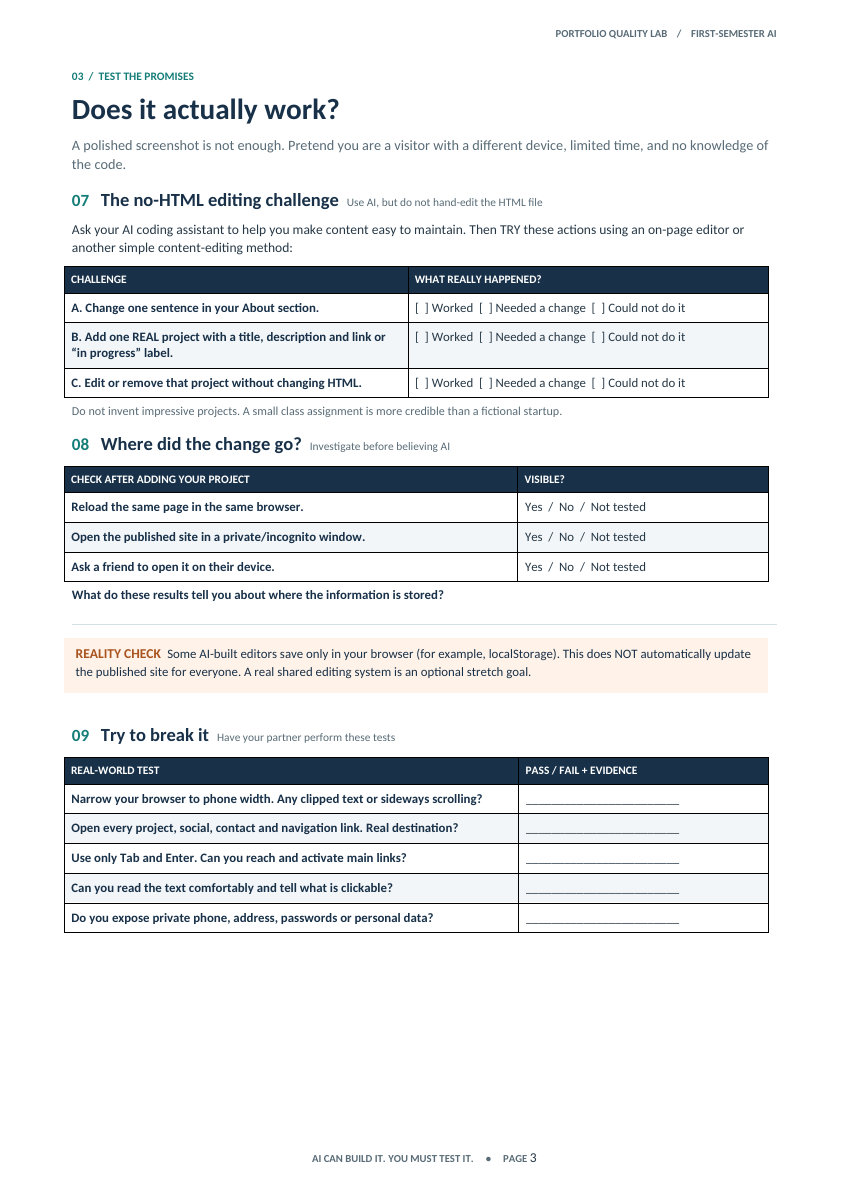 PORTFOLIO QUALITY LAB / FIRST-SEMESTER AI
03 / TEST THE PROMISES
Does it actually work?
A polished screenshot is not enough. Pretend you are a visitor with a different device, limited time, and no knowledge of
the code.
07 The no-HTML editing challenge Use AI, but do not hand-edit the HTML file
Ask your AI coding assistant to help you make content easy to maintain. Then TRY these actions using an on-page editor or
another simple content-editing method:
CHALLENGE WHAT REALLY HAPPENED?
A. Change one sentence in your About section. [ ] Worked [ ] Needed a change [ ] Could not do it
B. Add one REAL project with a title, description and link or [ ] Worked [ ] Needed a change [ ] Could not do it
“in progress” label.
C. Edit or remove that project without changing HTML. [ ] Worked [ ] Needed a change [ ] Could not do it
Do not invent impressive projects. A small class assignment is more credible than a fictional startup.
08 Where did the change go? Investigate before believing AI
CHECK AFTER ADDING YOUR PROJECT VISIBLE?
Reload the same page in the same browser. Yes / No / Not tested
Open the published site in a private/incognito window. Yes / No / Not tested
Ask a friend to open it on their device. Yes / No / Not tested
What do these results tell you about where the information is stored?
REALITY CHECK Some AI-built editors save only in your browser (for example, localStorage). This does NOT automatically update
the published site for everyone. A real shared editing system is an optional stretch goal.
09 Try to break it Have your partner perform these tests
REAL-WORLD TEST PASS / FAIL + EVIDENCE
Narrow your browser to phone width. Any clipped text or sideways scrolling? ________________________
Open every project, social, contact and navigation link. Real destination? ________________________
Use only Tab and Enter. Can you reach and activate main links? ________________________
Can you read the text comfortably and tell what is clickable? ________________________
Do you expose private phone, address, passwords or personal data? ________________________
AI CAN BUILD IT. YOU MUST TEST IT. • PAGE 3